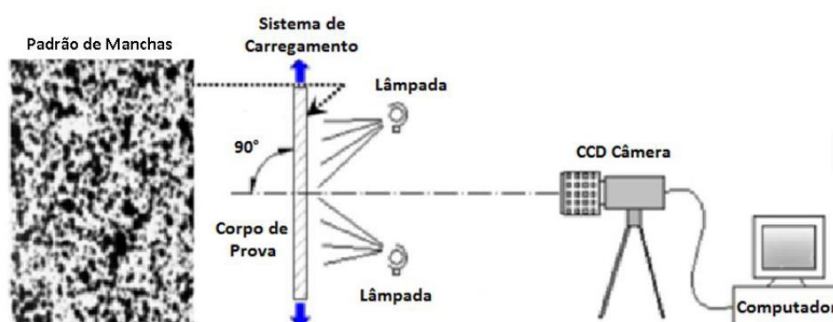 Sistema de
Carregamento
Padrão de Manchas
Lâmpada
90°
CCD Câmera
Corpo de
Prova
Lâmpada
Computador